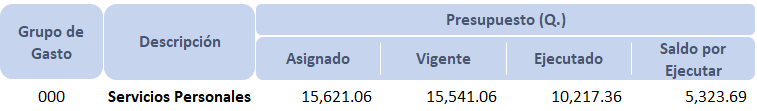 Grupo de
Gasto
Descripción
Presupuesto (Q.)
Asignado Vigente Ejecutado Saldo por
Ejecutar
000 Servicios Personales 15,621.06 15,541.06 10,217.36 5,323.69